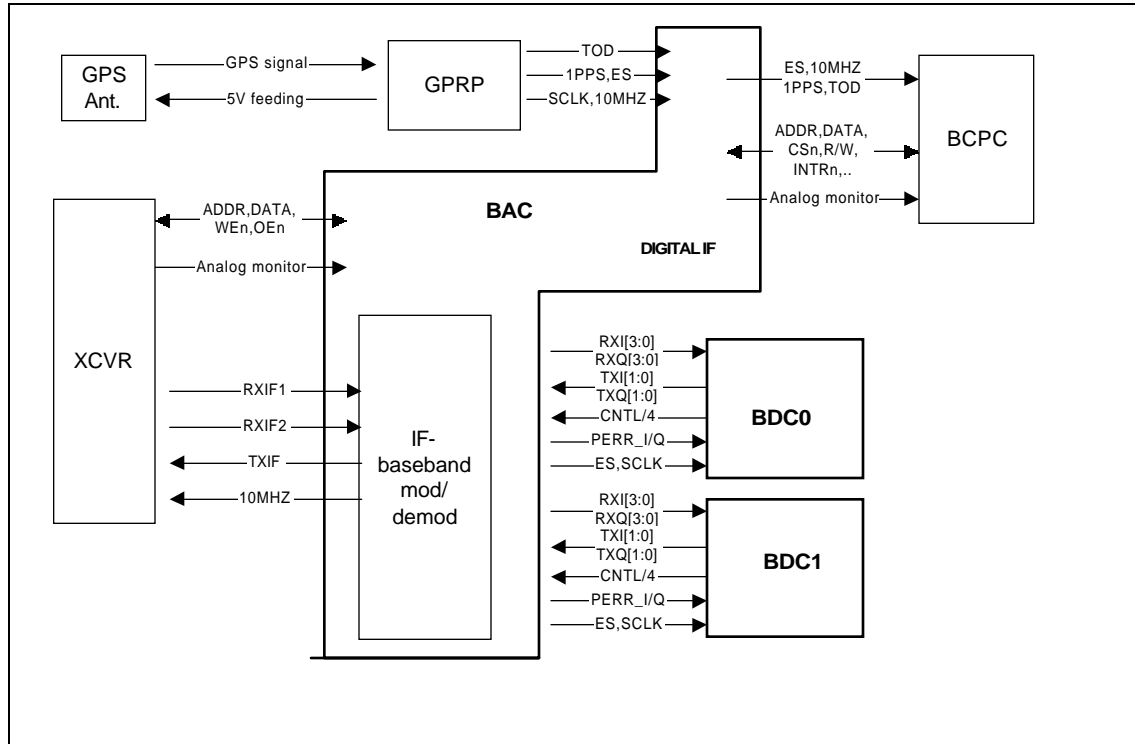 GPS
Ant.
GPS signal
5V feeding
GPRP
TOD
1PPS,ES
SCLK,10MHZ
ES,10MHZ
1PPS,TOD
ADDR,DATA,
CSn,R/W,
INTRn,..
Analog monitor
BCPC
BAC
DIGITAL IF
XCVR
ADDR,DATA,
WEn,OEn
Analog monitor
RXIF1
RXIF2
TXIF
10MHZ
IF-
baseband
mod/
demod
RXI[3:0]
RXQ[3:0]
TXI[1:0]
TXQ[1:0]
CNTL/4
PERR_I/Q
ES,SCLK
BDC0
RXI[3:0]
RXQ[3:0]
TXI[1:0]
TXQ[1:0]
CNTL/4
PERR_I/Q
ES,SCLK
BDC1